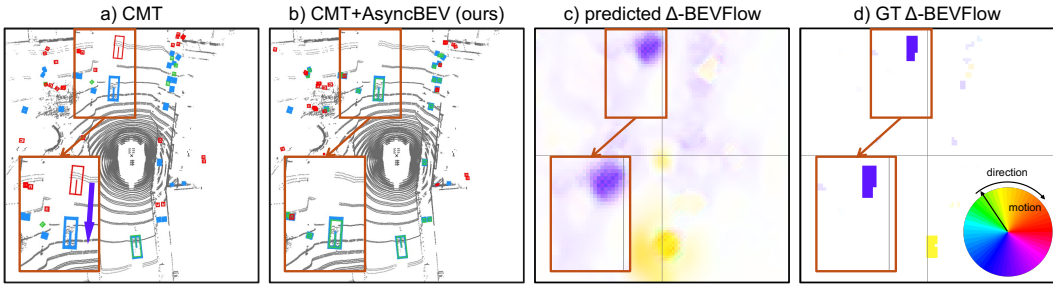 a) CMT
b) CMT+AsyncBEV (ours)
c) predicted Δ-BEVFlow
d) GT Δ-BEVFlow
direction
motion